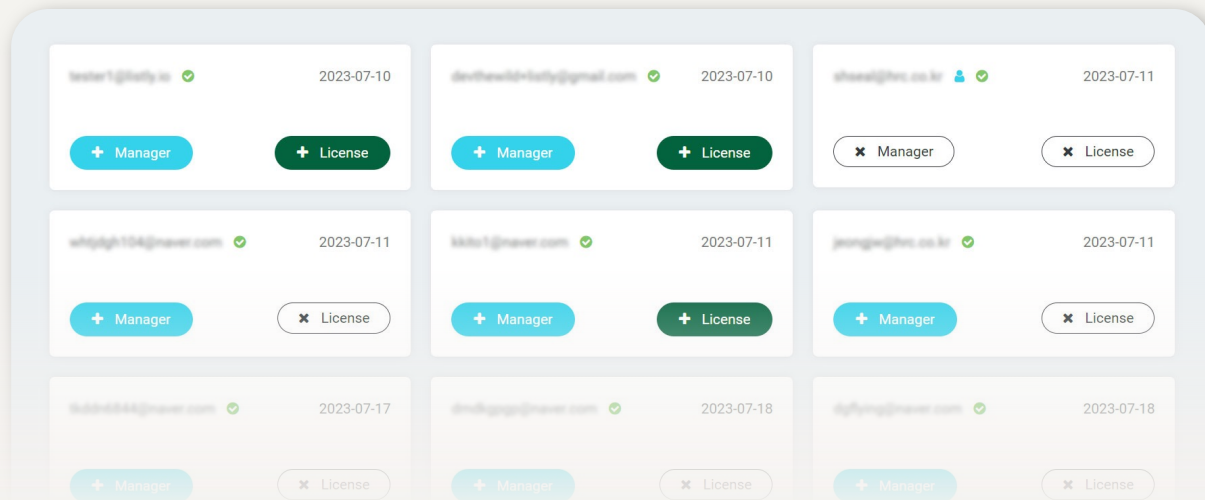 2023-07-10
+ Manager
+ License
2023-07-10
+ Manager
+ License
2023-07-11
× Manager
× License
2023-07-11
+ Manager
× License
2023-07-11
+ Manager
+ License
2023-07-11
+ Manager
× License
2023-07-17
+ Manager
× License
2023-07-18
+ Manager
× License
2023-07-18
+ Manager
× License